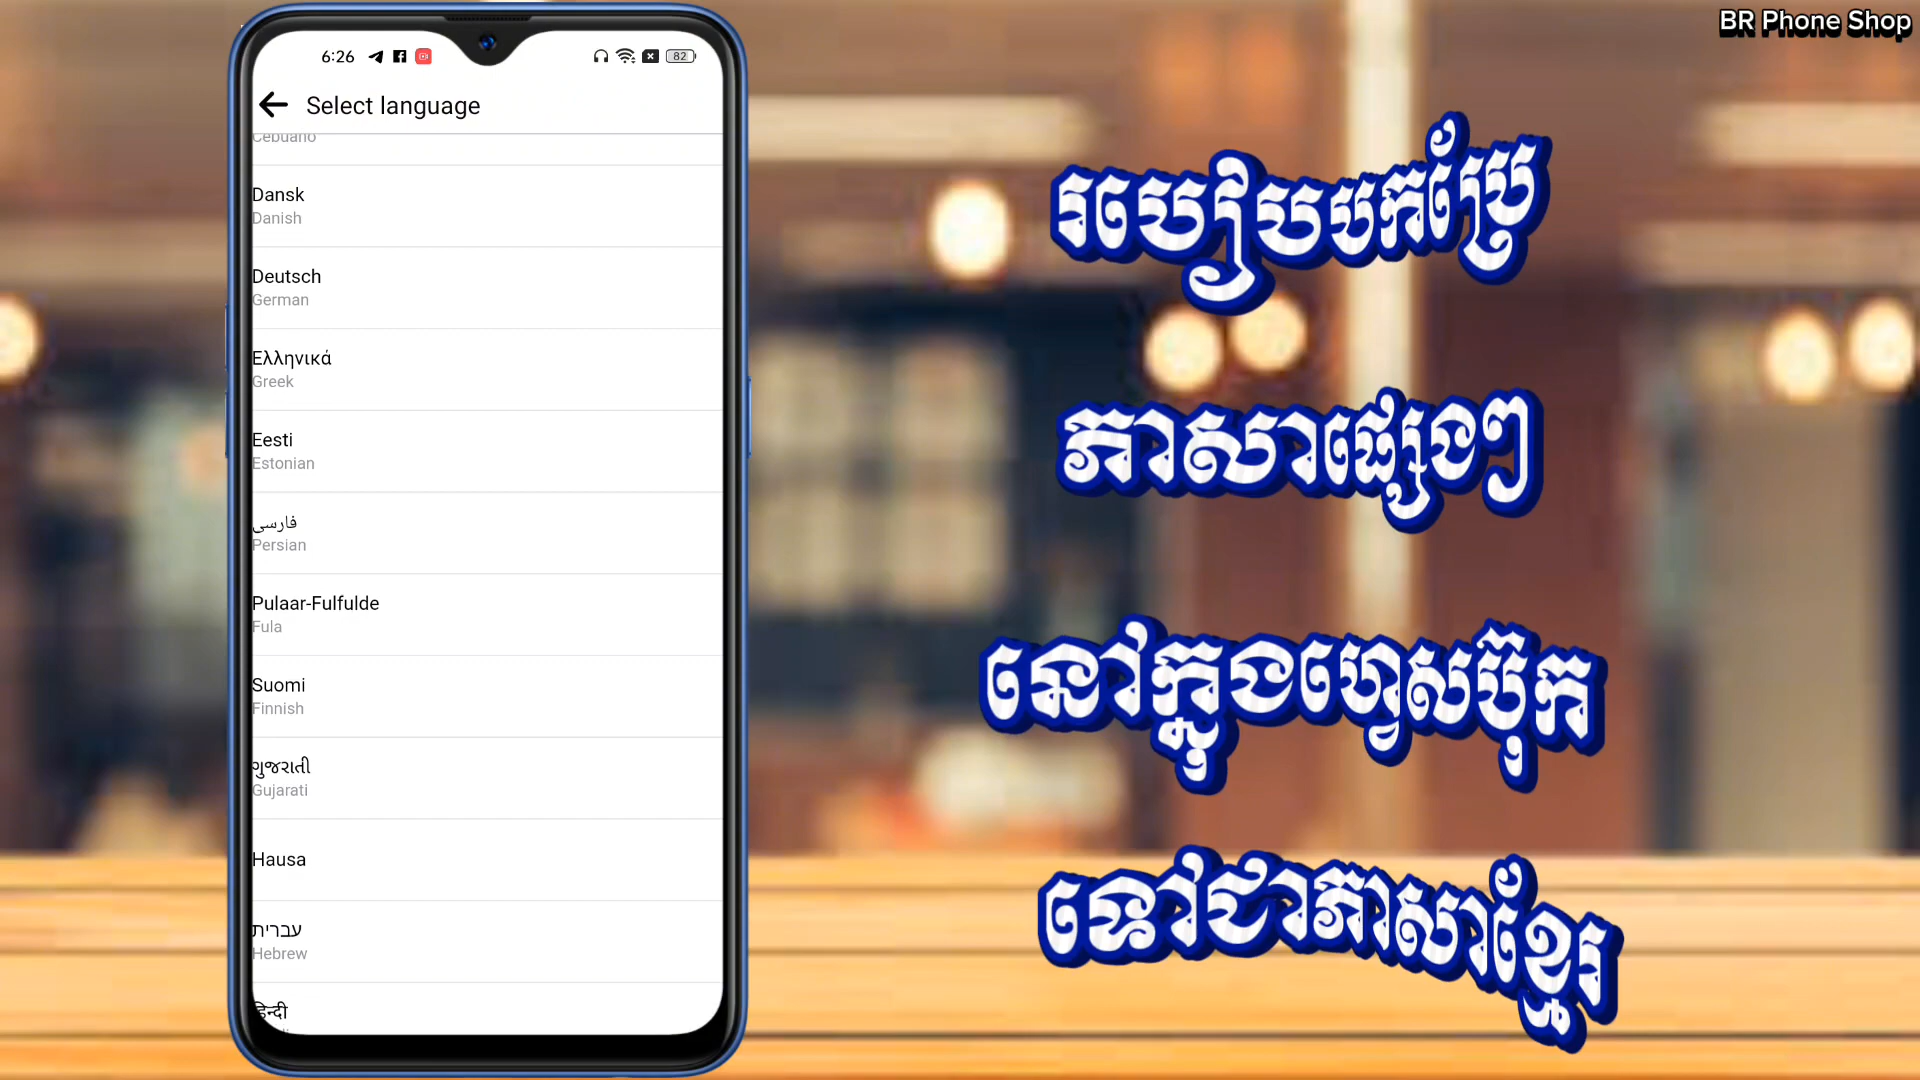 BR Phone Shop
6:26
82
Select language
Cebuano
Dansk
Danish
Deutsch
German
Ελληνικά
Greek
Eesti
Estonian
فارسی
Persian
Pulaar-Fulfulde
Fula
Suomi
Finnish
ગુજરાતી
Gujarati
Hausa
עברית
Hebrew
हिन्दी
របៀបបកប្រែ
ភាសាផ្សេងៗ
នៅក្នុងហ្វេសប៊ុក
ទៅជាភាសាខ្មែរ